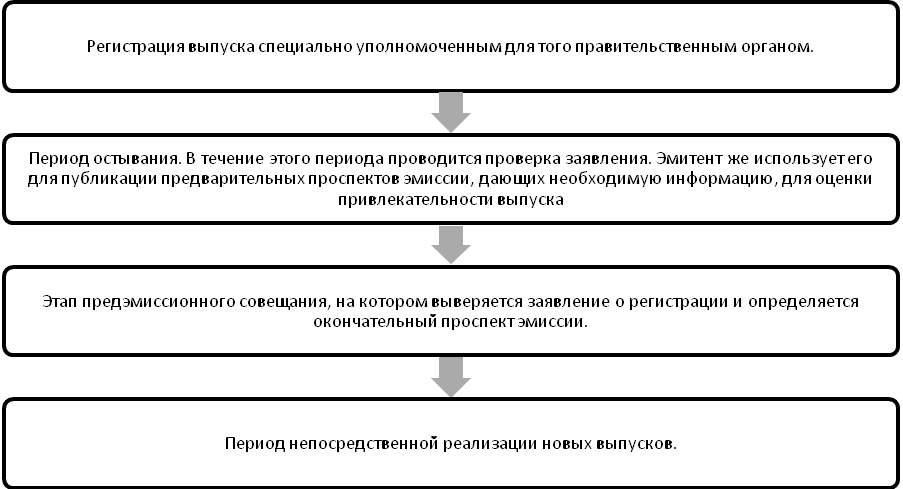 Регистрация выпуска специально уполномоченным для того правительственным органом.
Период остывания. В течение этого периода проводится проверка заявления. Эмитент же использует его
для публикации предварительных проспектов эмиссии, дающих необходимую информацию, для оценки
привлекательности выпуска
Этап предэмиссионного совещания, на котором выверяется заявление о регистрации и определяется
окончательный проспект эмиссии.
Период непосредственной реализации новых выпусков.